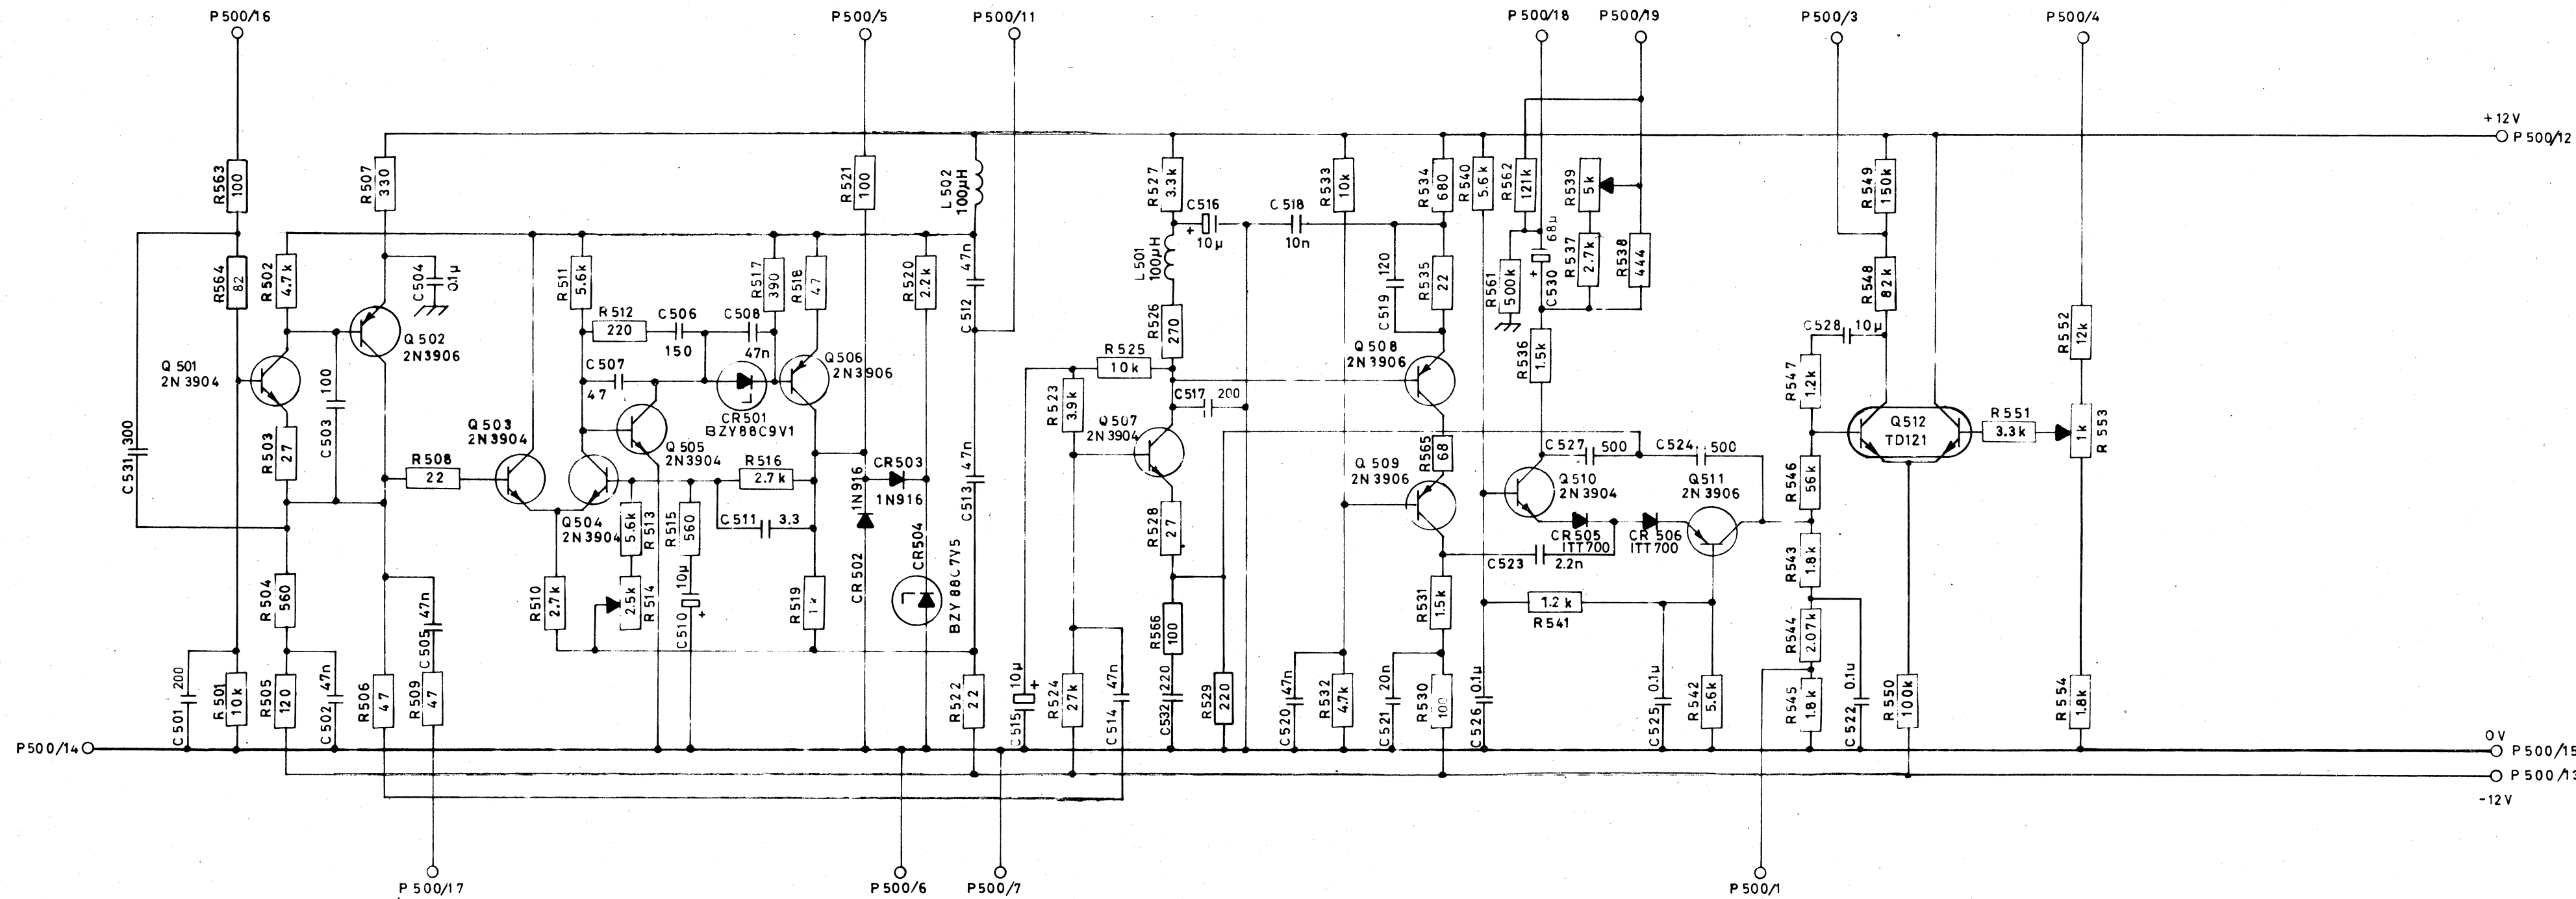 P500/16
P500/5
P500/11
P500/18
P500/19
P500/3
P500/4
+12V
P500/12
R563
100
R507
330
R521
100
L502
100µH
R527
3.3k
R533
10k
R534
680
R540
5.6k
R562
121k
R539
5k
R549
150k
R564
82
R502
4.7k
C504
0.1µ
R511
5.6k
R517
390
R518
47
R520
2.2k
C512
47n
C516
+
10µ
C518
10n
L501
100µH
C519
120
R535
22
R561
500k
68µ
+
C530
R537
2.7k
R538
444
R548
82k
R512
220
C506
150
C508
47n
R526
270
R536
1.5k
C528
10µ
R552
12k
Q501
2N3904
Q502
2N3906
C507
47
CR501
BZY88C9V1
Q506
2N3906
R525
10k
Q508
2N3906
R547
1.2k
C531
300
C503
100
R503
27
R523
3.9k
C517
200
Q507
2N3904
Q512
TD121
R551
3.3k
1k
R553
Q503
2N3904
R508
22
Q505
2N3904
R516
2.7k
1N916
CR503
1N916
C513
47n
R565
68
Q509
2N3906
C527
500
C524
500
Q510
2N3904
Q511
2N3906
R546
56k
Q504
2N3904
5.6k
R513
R515
560
C511
3.3
CR502
CR504
BZY88C7V5
R528
27
CR505
ITT700
CR506
ITT700
C523
2.2n
R543
1.8k
R504
560
C505
47n
R510
2.7k
2.5k
R514
10µ
+
C510
R519
1k
R566
100
R531
1.5k
1.2k
R541
R544
2.07k
C501
200
R501
10k
R505
120
C502
47n
R506
47
R509
47
R522
22
C515
10µ
+
R524
27k
C514
47n
C532
220
R529
220
C520
47n
R532
4.7k
C521
20n
R530
100
C526
0.1µ
C525
0.1µ
R542
5.6k
R545
1.8k
C522
0.1u
R550
100k
R554
1.8k
P500/14
0V
P500/15
P500/13
-12V
P500/17
P500/6
P500/7
P500/1